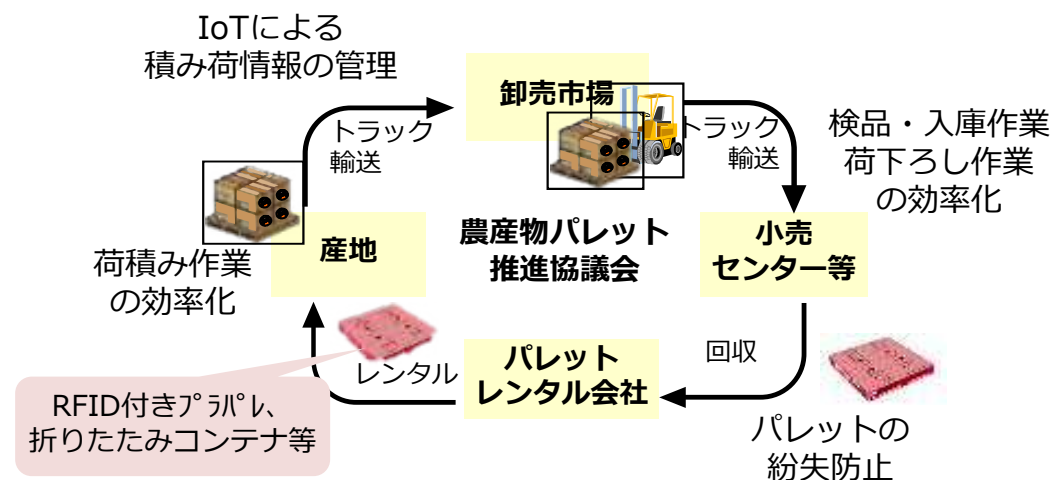 IoTによる
積み荷情報の管理
卸売市場
トラック
輸送
トラック
輸送
検品・入庫作業
荷下ろし作業
の効率化
産地
農産物パレット
推進協議会
小売
センター等
荷積み作業
の効率化
レンタル
パレット
レンタル会社
回収
RFID付きﾌﾟﾗﾊﾟﾚ、
折りたたみコンテナ等
パレットの
紛失防止